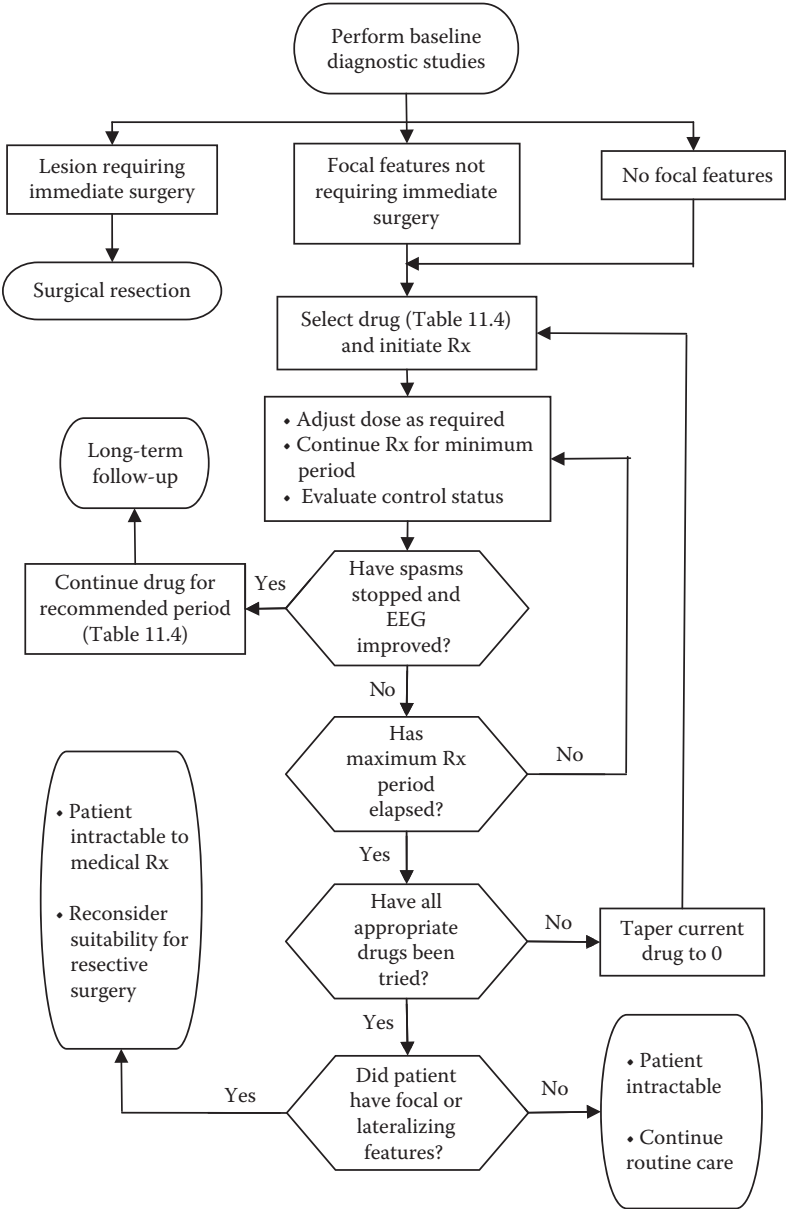 Perform baseline
diagnostic studies
Lesion requiring
immediate surgery
Focal features not
requiring immediate
surgery
No focal features
Surgical resection
Select drug (Table 11.4)
and initiate Rx
• Adjust dose as required
• Continue Rx for minimum
period
• Evaluate control status
Long-term
follow-up
Continue drug for
recommended period
(Table 11.4)
Yes
Have spasms
stopped and
EEG
improved?
No
Has
maximum Rx
period
elapsed?
No
Yes
• Patient
intractable to
medical Rx
• Reconsider
suitability for
resective
surgery
Have all
appropriate
drugs been
tried?
No
Taper current
drug to 0
Yes
Did patient
have focal or
lateralizing
features?
Yes
No
• Patient
intractable
• Continue
routine care